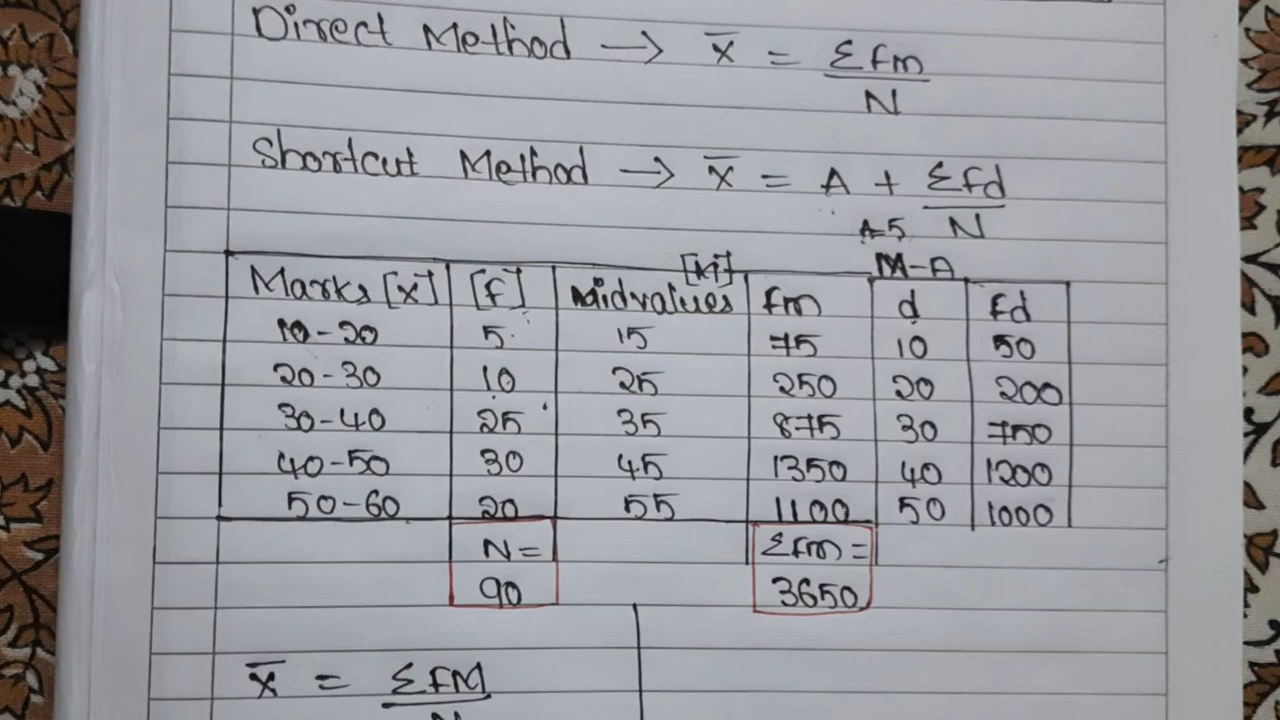 Direct Method → x̄ = Σfm
N
Shortcut Method → x̄ = A + Σfd
A=5 N
[M] M-A
Marks [x] [f] Midvalues fm d fd
10-20 5 15 75 10 50
20-30 10 25 250 20 200
30-40 25 35 875 30 750
40-50 30 45 1350 40 1200
50-60 20 55 1100 50 1000
N= Σfm=
90 3650
x̄ = ΣfM
N